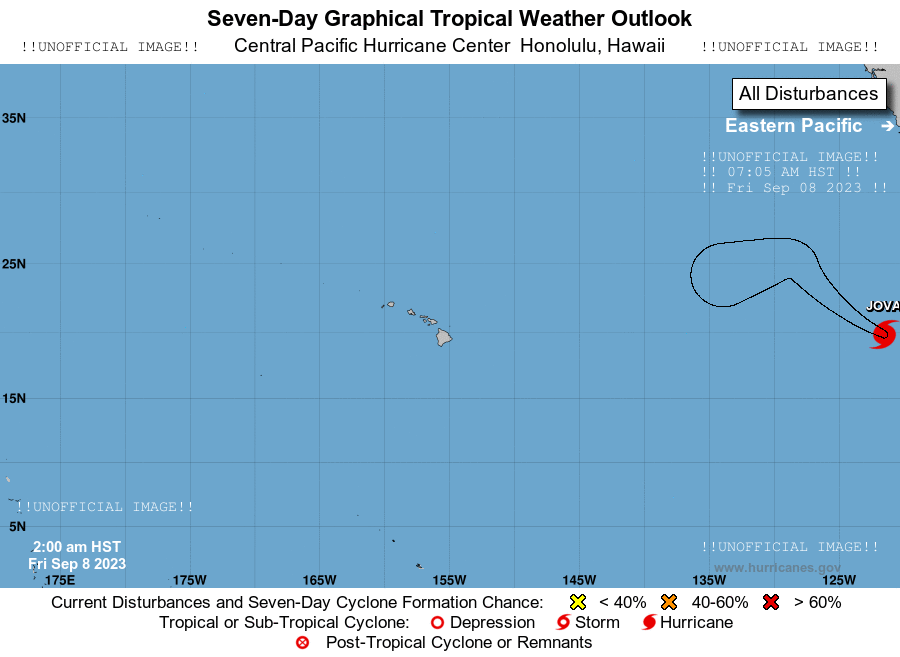 Seven-Day Graphical Tropical Weather Outlook
!!UNOFFICIAL IMAGE!! Central Pacific Hurricane Center Honolulu, Hawaii !!UNOFFICIAL IMAGE!!
All Disturbances
35N
Eastern Pacific ➔
!!UNOFFICIAL IMAGE!!
!! 07:05 AM HST !!
!! Fri Sep 08 2023 !!
25N
JOVA
15N
!!UNOFFICIAL IMAGE!!
5N
2:00 am HST
Fri Sep 8 2023
!!UNOFFICIAL IMAGE!!
www.hurricanes.gov
175E 175W 165W 155W 145W 135W 125W
Current Disturbances and Seven-Day Cyclone Formation Chance: < 40% 40-60% > 60%
Tropical or Sub-Tropical Cyclone: Depression Storm Hurricane
Post-Tropical Cyclone or Remnants